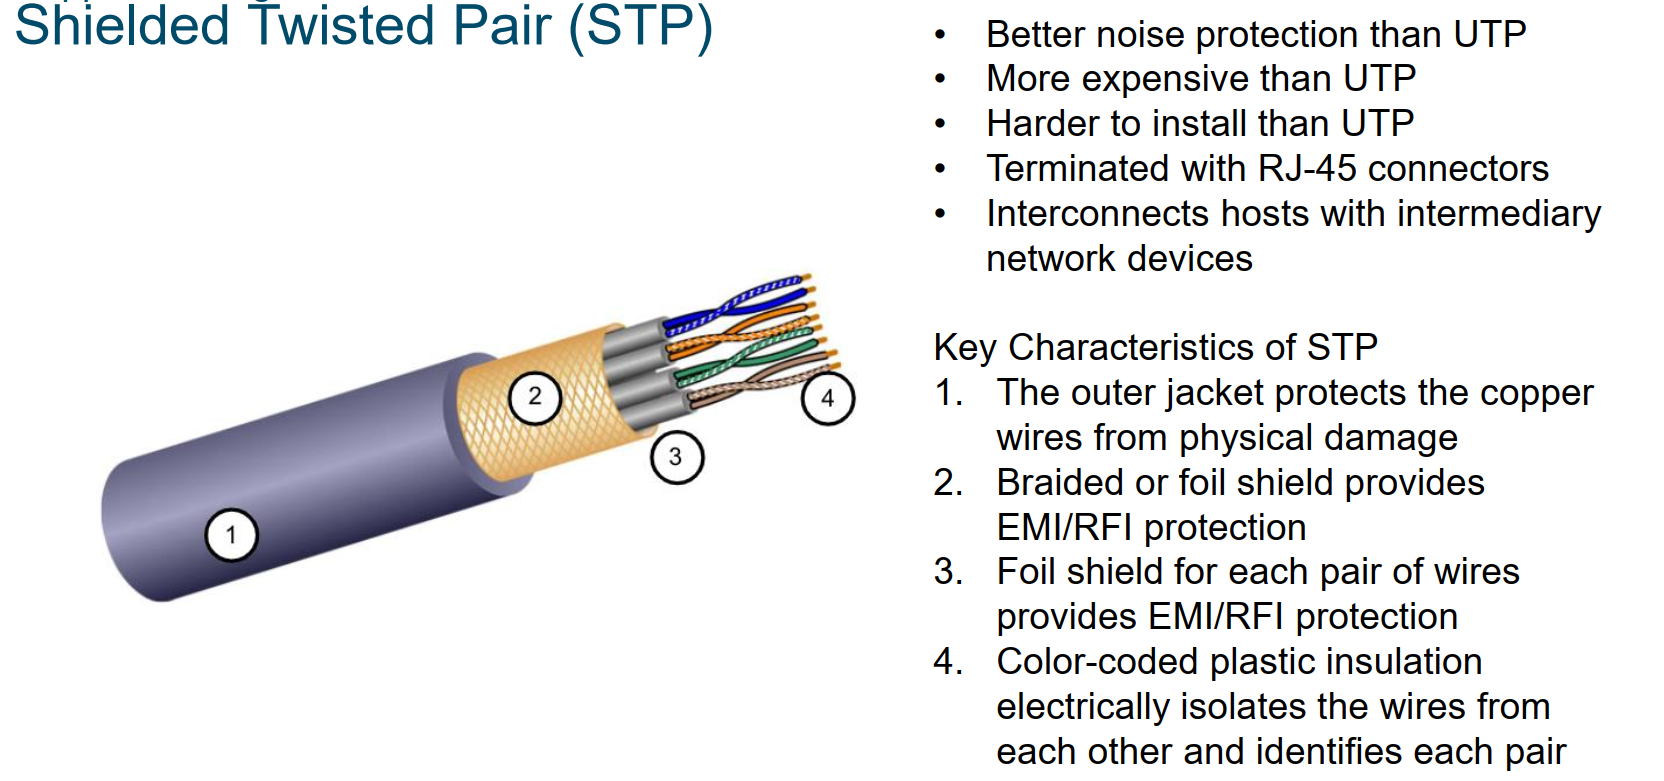 Shielded Twisted Pair (STP)
• Better noise protection than UTP
• More expensive than UTP
• Harder to install than UTP
• Terminated with RJ-45 connectors
• Interconnects hosts with intermediary
network devices
Key Characteristics of STP
1. The outer jacket protects the copper
wires from physical damage
2. Braided or foil shield provides
EMI/RFI protection
3. Foil shield for each pair of wires
provides EMI/RFI protection
4. Color-coded plastic insulation
electrically isolates the wires from
each other and identifies each pair
1
2
3
4